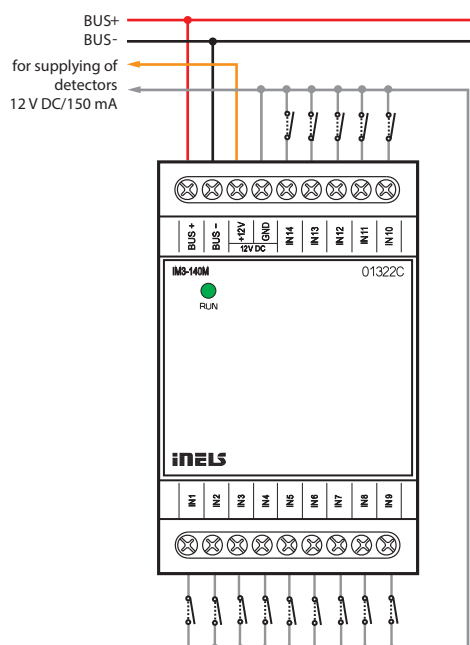 BUS+
BUS-
for supplying of
detectors
12 V DC/150 mA
BUS +
BUS -
+12V
GND
12V DC
IN14
IN13
IN12
IN11
IN10
IM3-140M
01322C
RUN
iNELS
IN1
IN2
IN3
IN4
IN5
IN6
IN7
IN8
IN9